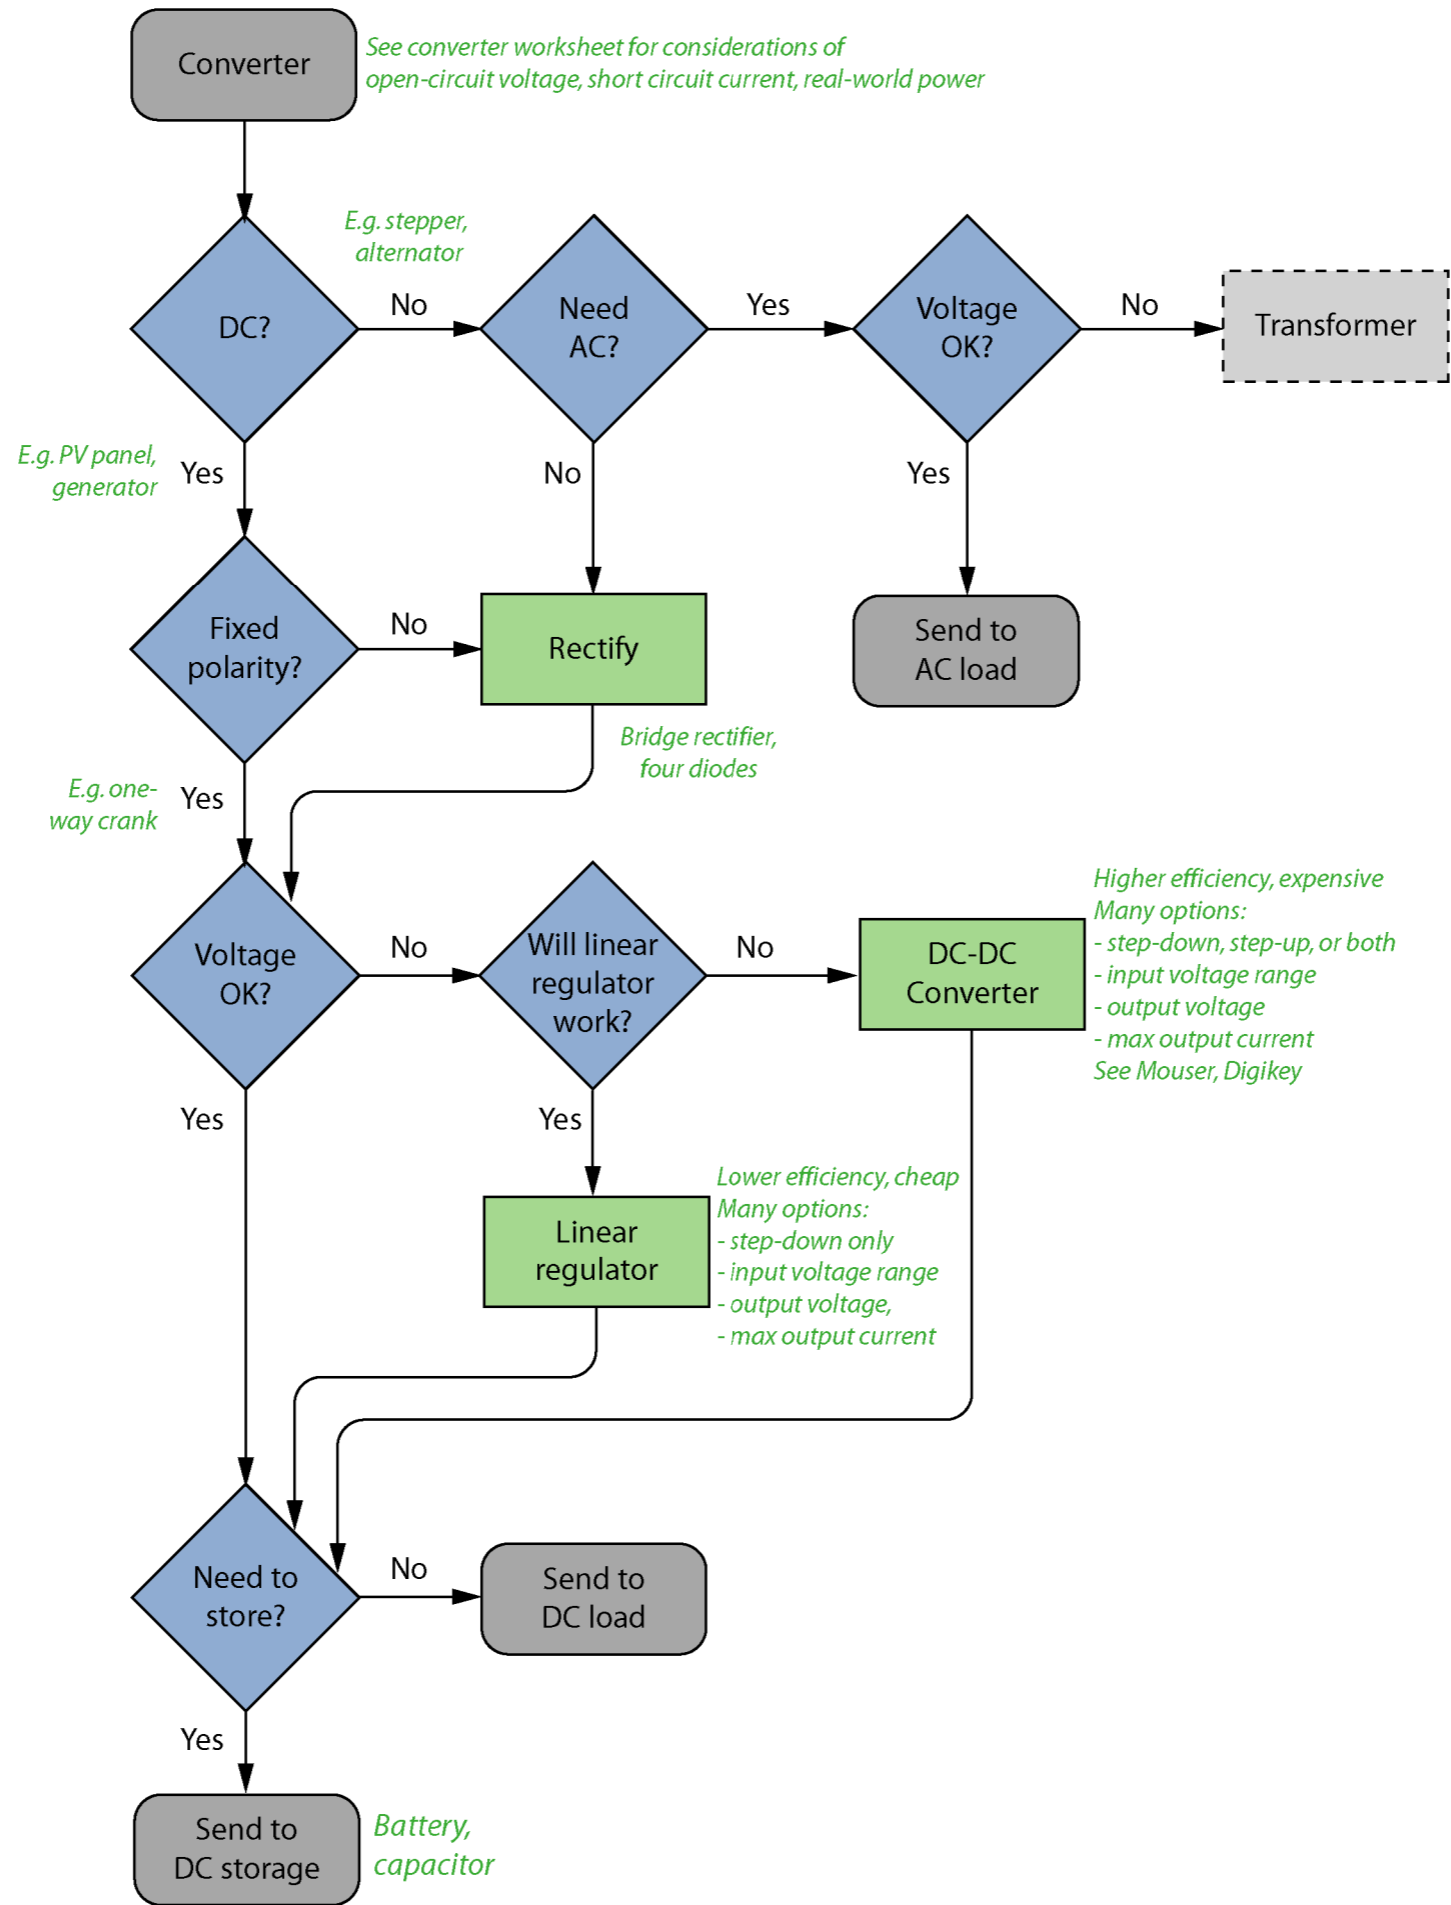 Converter
See converter worksheet for considerations of
open-circuit voltage, short circuit current, real-world power
E.g. stepper,
alternator
DC?
No
Need
AC?
Yes
Voltage
OK?
No
Transformer
E.g. PV panel,
generator
Yes
No
Yes
Fixed
polarity?
No
Rectify
Send to
AC load
Bridge rectifier,
four diodes
E.g. one-
way crank
Yes
Voltage
OK?
No
Will linear
regulator
work?
No
DC-DC
Converter
Higher efficiency, expensive
Many options:
- step-down, step-up, or both
- input voltage range
- output voltage
- max output current
See Mouser, Digikey
Yes
Yes
Linear
regulator
Lower efficiency, cheap
Many options:
- step-down only
- input voltage range
- output voltage,
- max output current
Need to
store?
No
Send to
DC load
Yes
Send to
DC storage
Battery,
capacitor